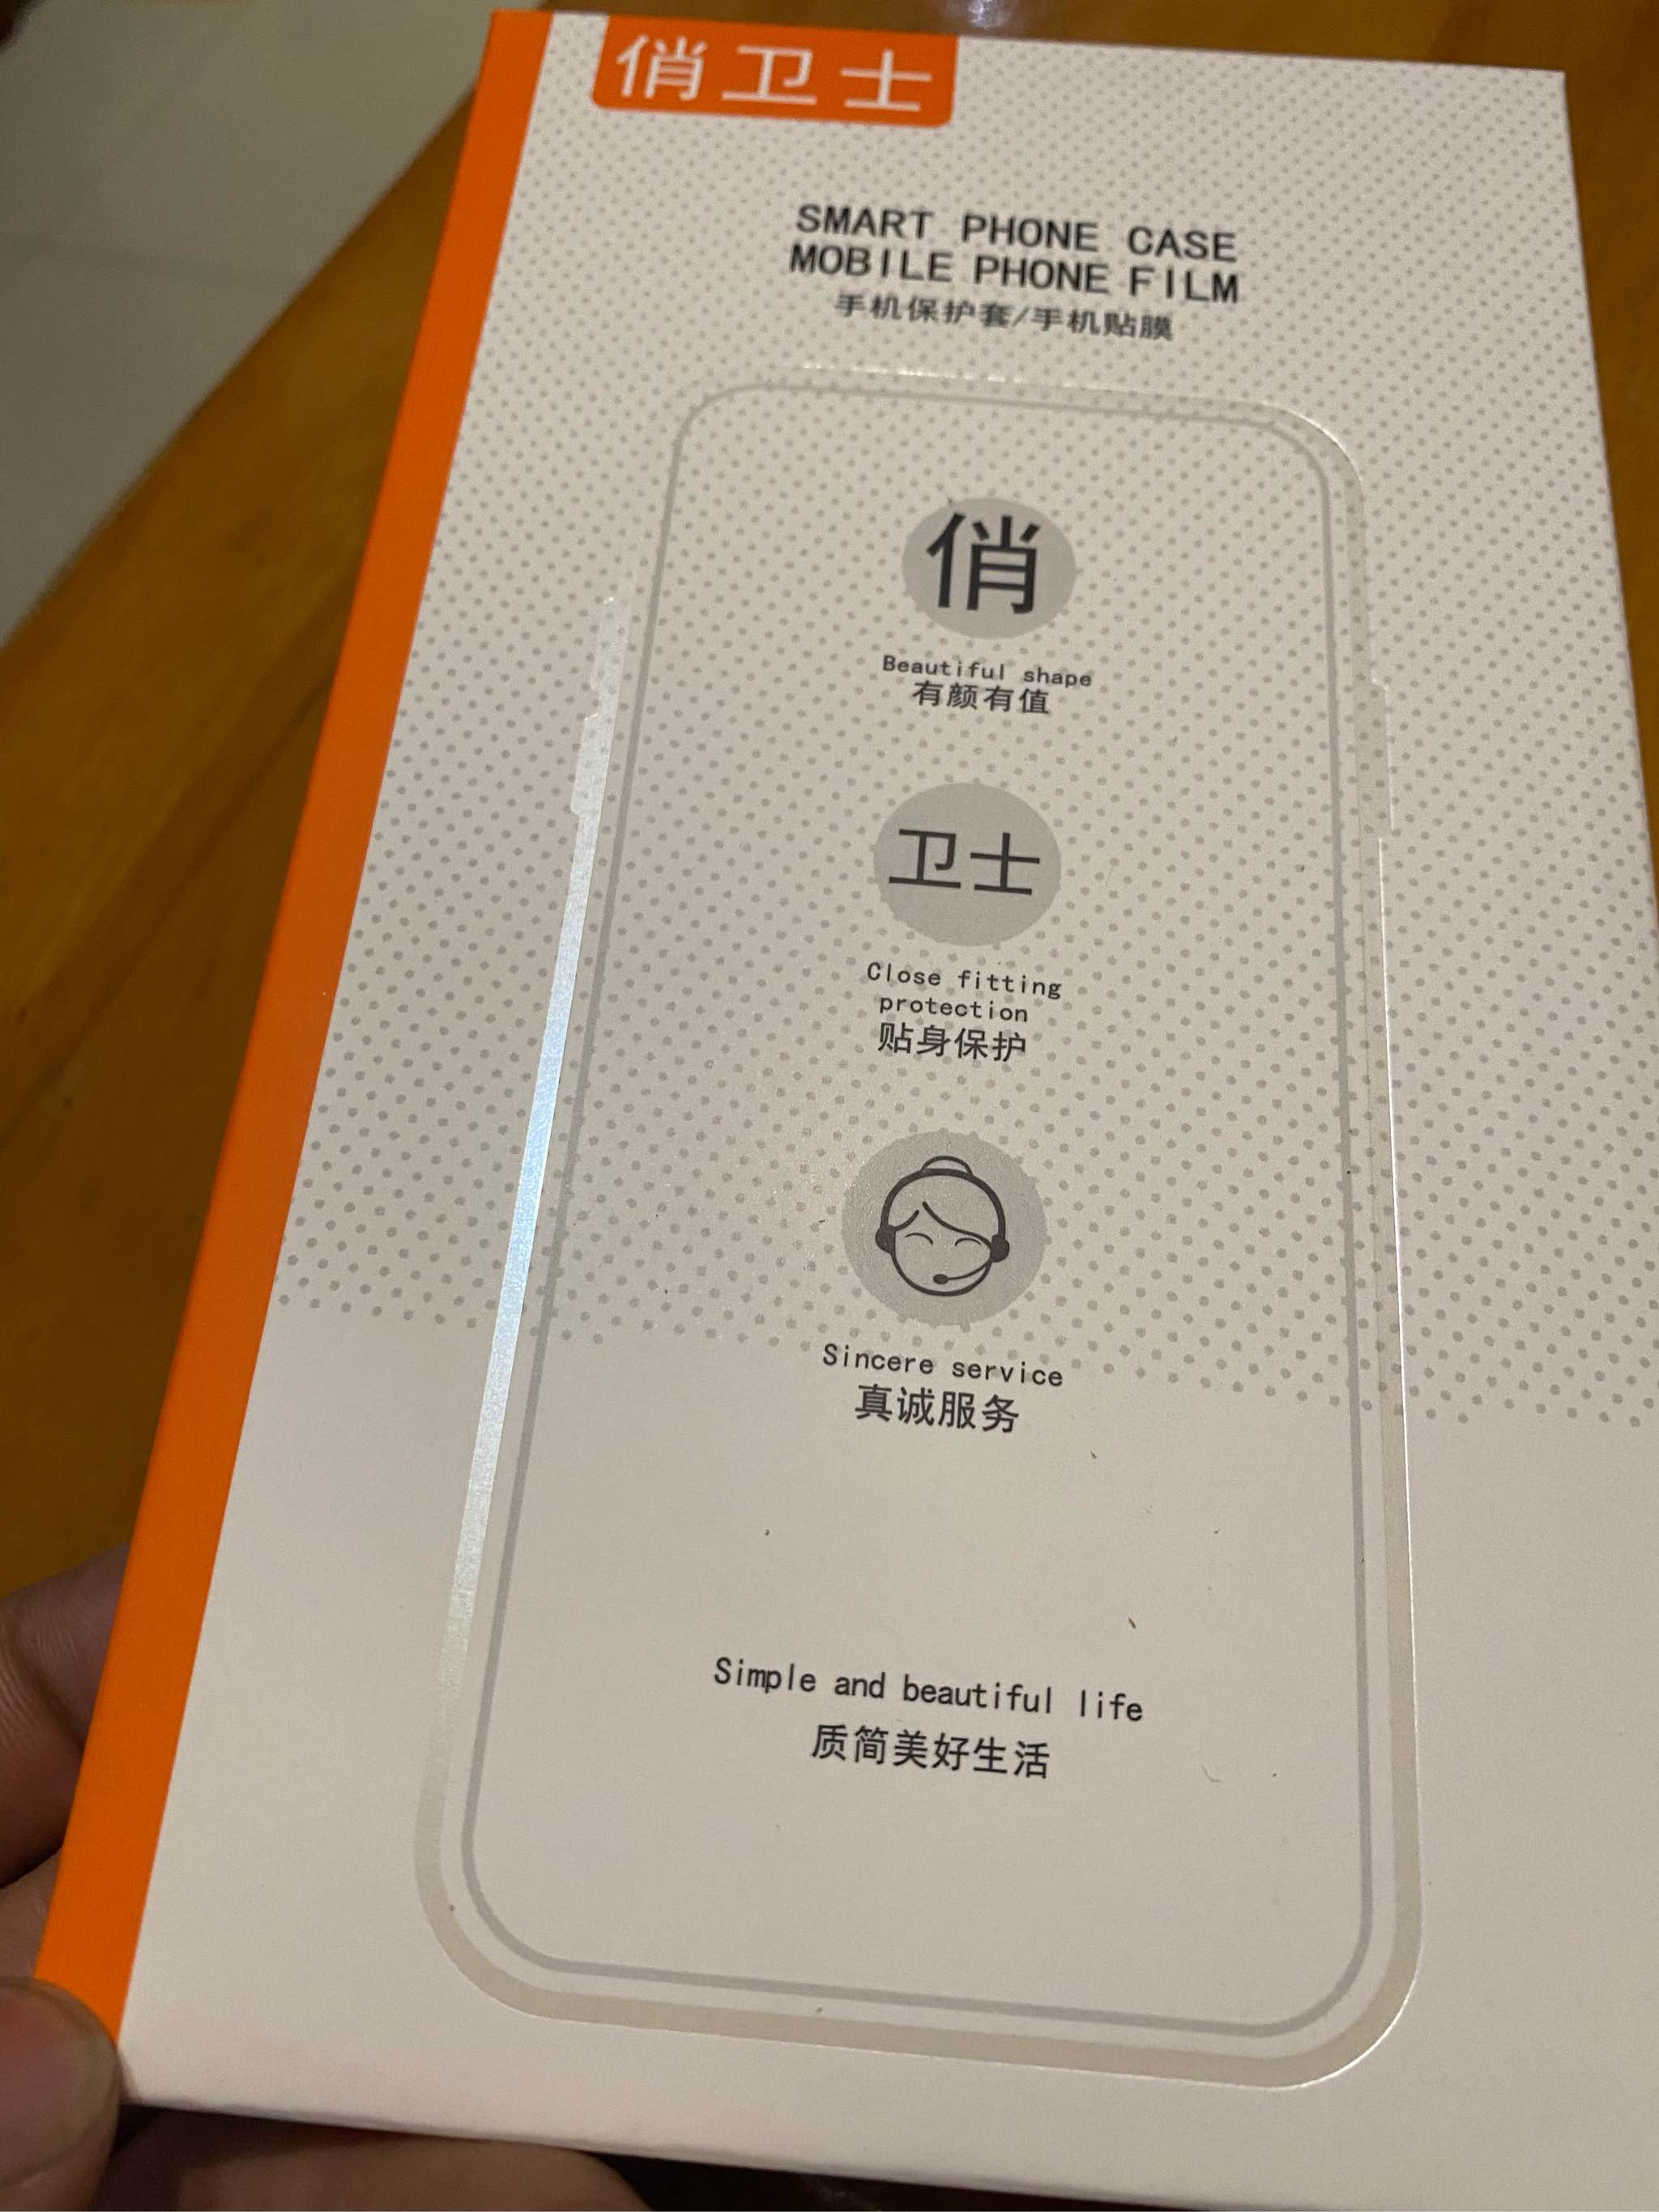 俏卫士
SMART PHONE CASE
MOBILE PHONE FILM
手机保护套/手机贴膜
俏
Beautiful shape
有颜有值
卫士
Close fitting
protection
贴身保护
Sincere service
真诚服务
Simple and beautiful life
质简美好生活